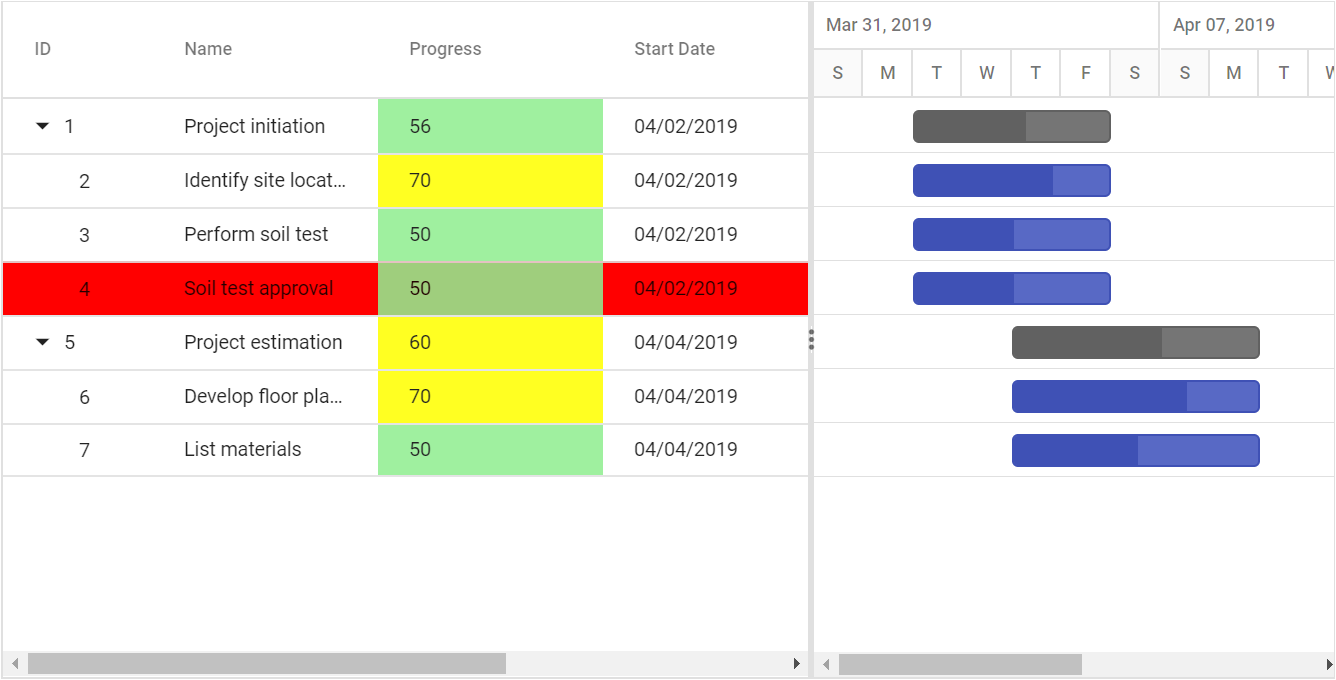 ID Name Progress Start Date
1 Project initiation 56 04/02/2019
2 Identify site locat... 70 04/02/2019
3 Perform soil test 50 04/02/2019
4 Soil test approval 50 04/02/2019
5 Project estimation 60 04/04/2019
6 Develop floor pla... 70 04/04/2019
7 List materials 50 04/04/2019
Mar 31, 2019 Apr 07, 2019
S M T W T F S S M T W